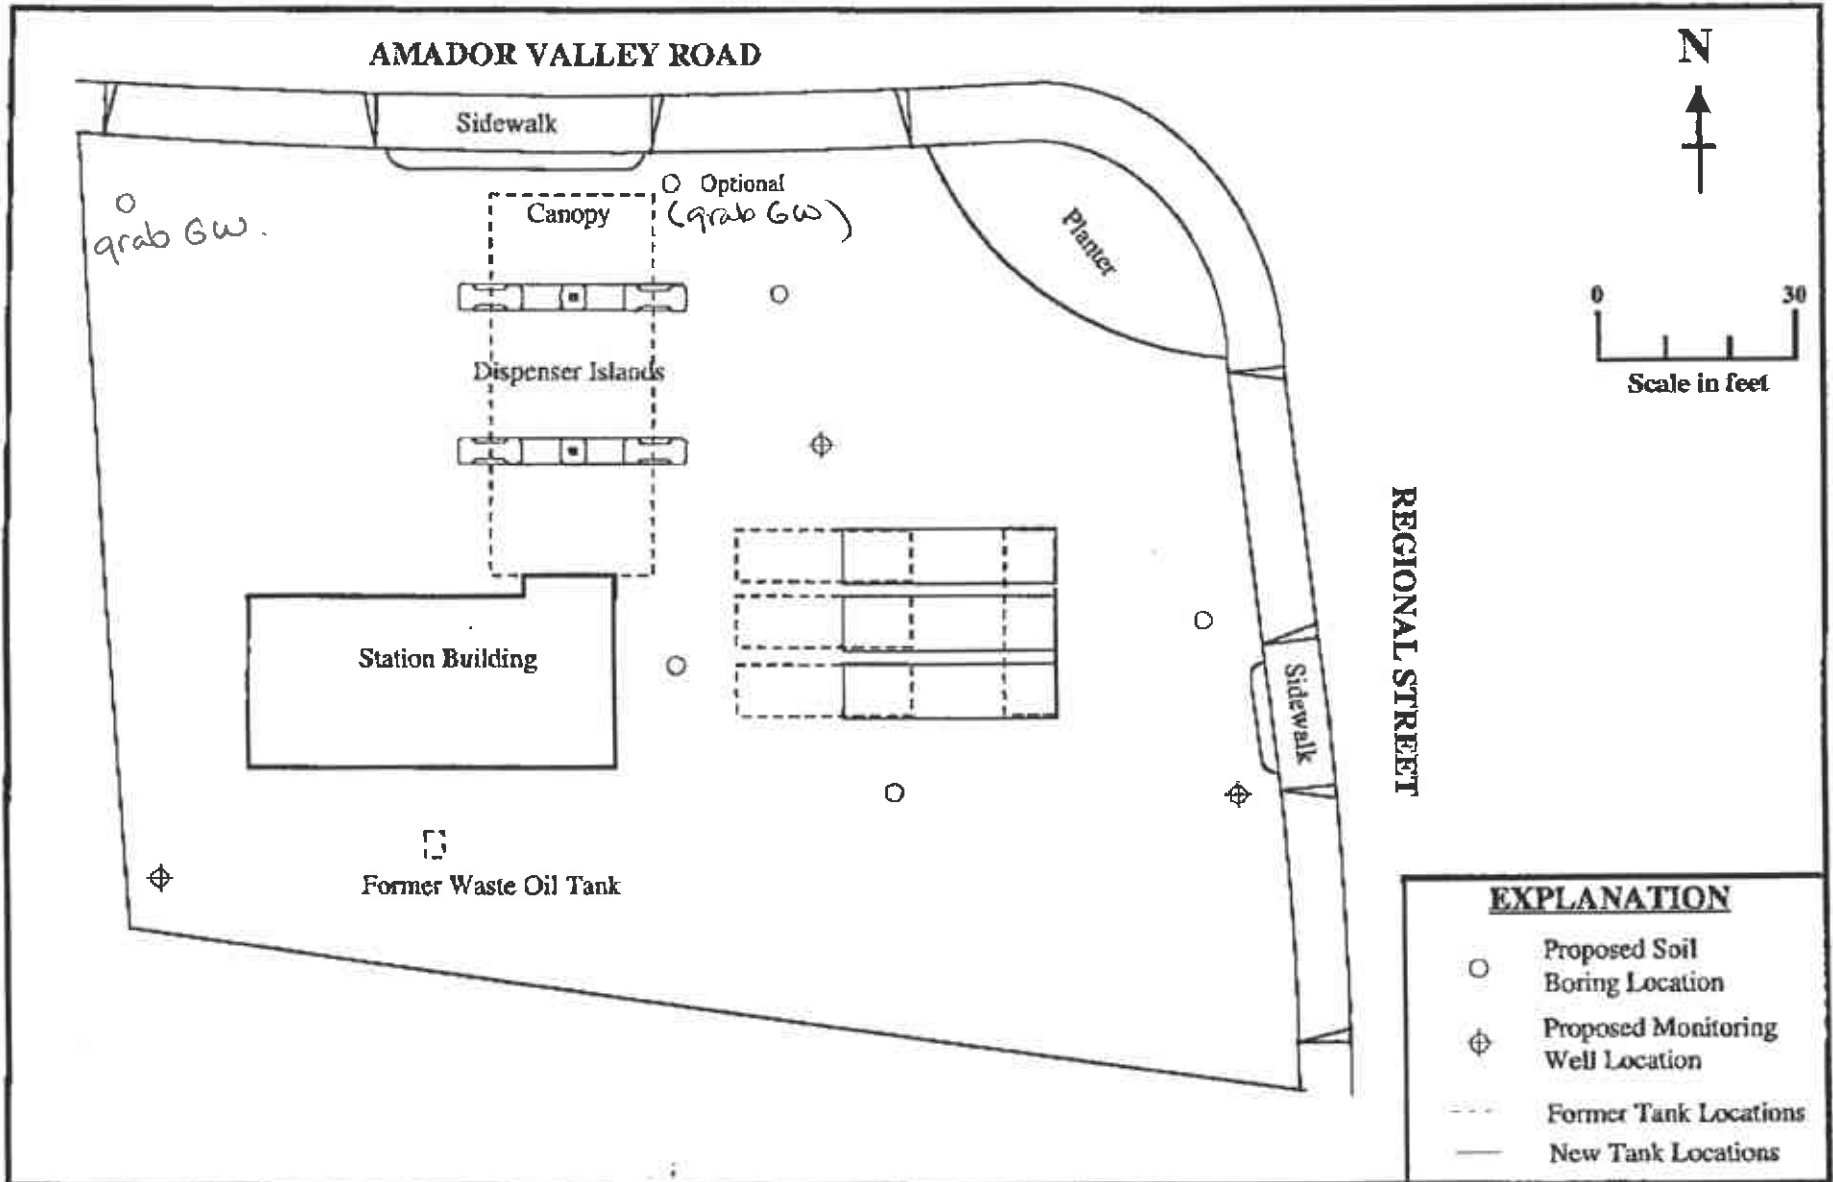 AMADOR VALLEY ROAD
N
Sidewalk
Optional
(grab GW)
Canopy
grab GW.
Planter
0 30
Scale in feet
Dispenser Islands
REGIONAL STREET
Station Building
Sidewalk
Former Waste Oil Tank
EXPLANATION
Proposed Soil
Boring Location
Proposed Monitoring
Well Location
Former Tank Locations
New Tank Locations